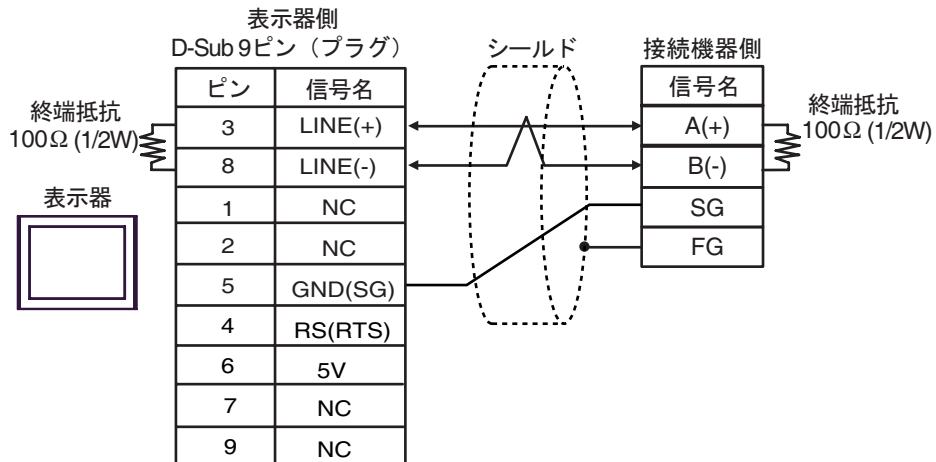 表示器側
D-Sub 9ピン(プラグ)
シールド
接続機器側
ピン 信号名
信号名
終端抵抗
100Ω (1/2W)
3 LINE(+)
A(+)
終端抵抗
100Ω (1/2W)
8 LINE(-)
B(-)
表示器
1 NC
SG
2 NC
FG
5 GND(SG)
4 RS(RTS)
6 5V
7 NC
9 NC